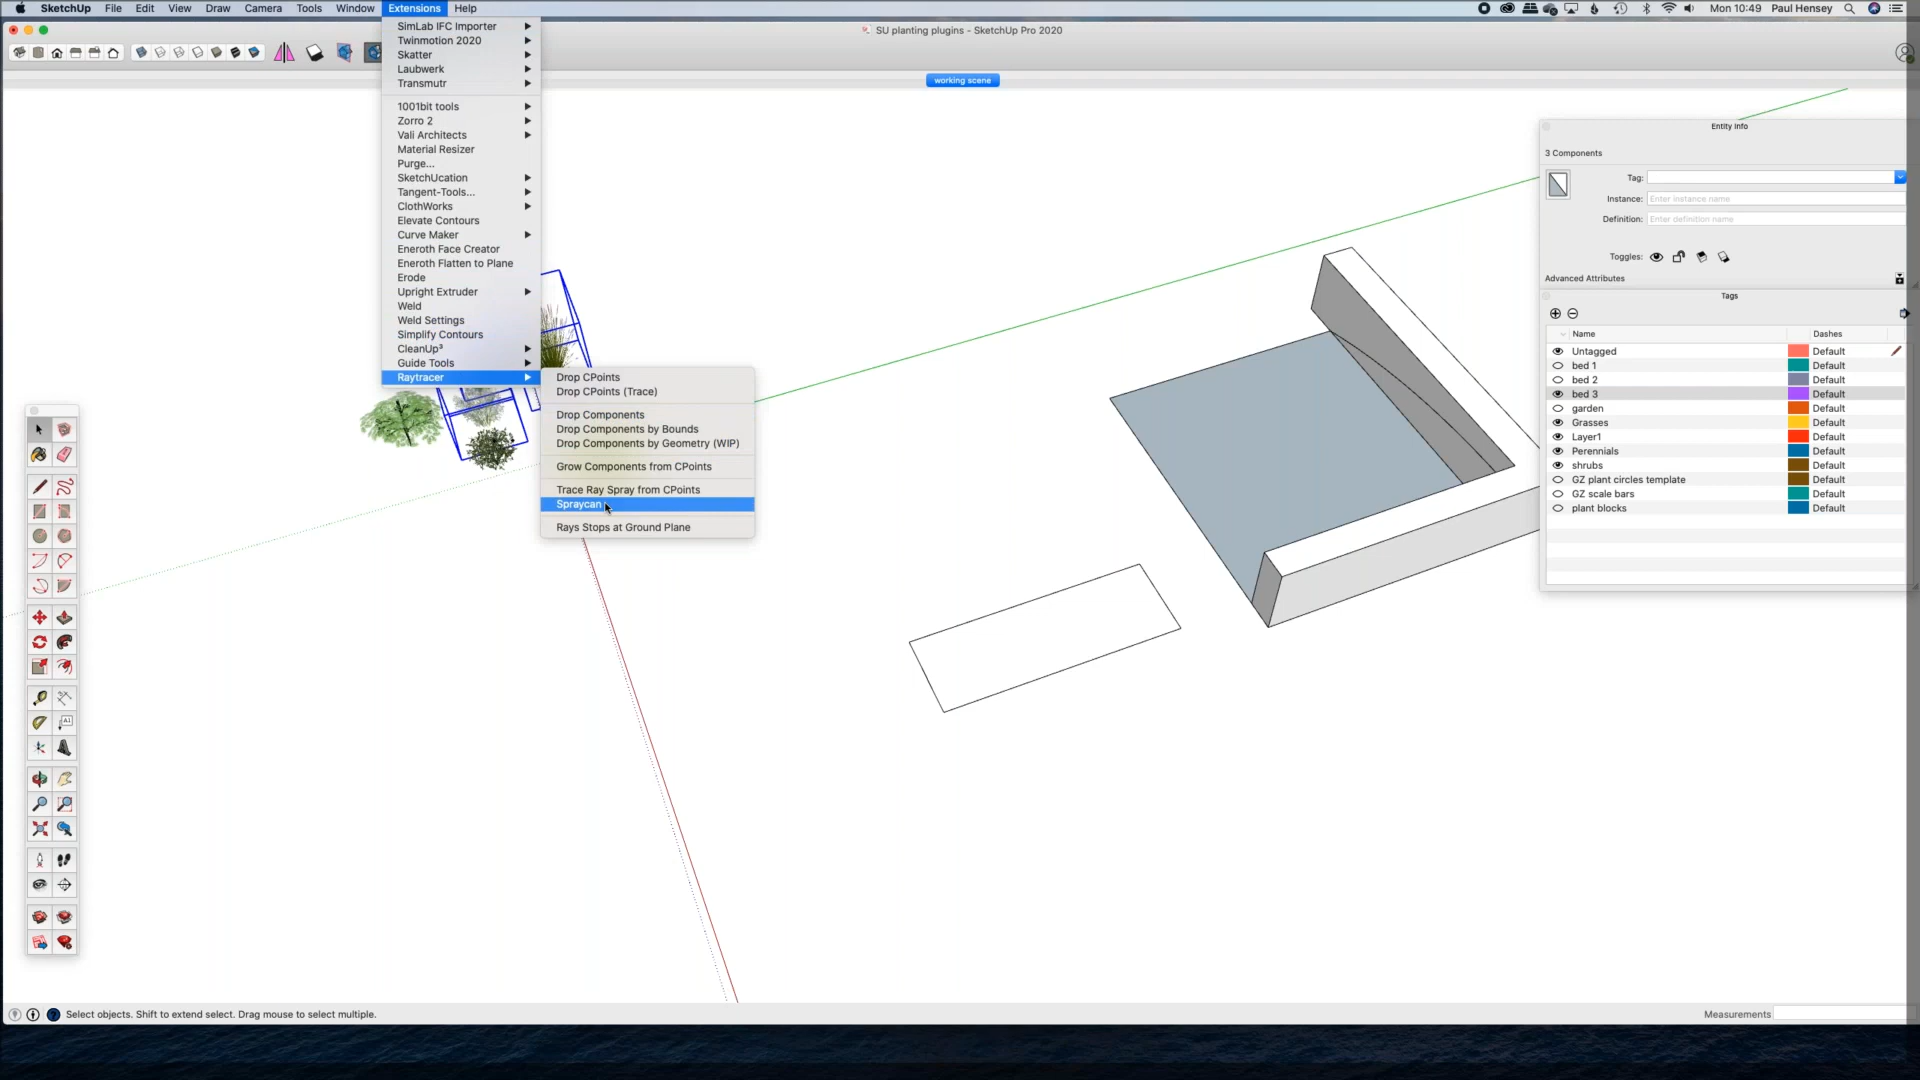 SketchUp File Edit View Draw Camera Tools Window Extensions Help Mon 10:49 Paul Hensey
SU planting plugins - SketchUp Pro 2020
working scene
SimLab IFC Importer
Twinmotion 2020
Skatter
Laubwerk
Transmutr
1001bit tools
Zorro 2
Vali Architects
Material Resizer
Purge...
SketchUcation
Tangent-Tools...
ClothWorks
Elevate Contours
Curve Maker
Eneroth Face Creator
Eneroth Flatten to Plane
Erode
Upright Extruder
Weld
Weld Settings
Simplify Contours
CleanUp³
Guide Tools
Raytracer
Drop CPoints
Drop CPoints (Trace)
Drop Components
Drop Components by Bounds
Drop Components by Geometry (WIP)
Grow Components from CPoints
Trace Ray Spray from CPoints
Spraycan
Rays Stops at Ground Plane
Entity Info
3 Components
Tag:
Instance: Enter instance name
Definition: Enter definition name
Toggles:
Advanced Attributes
Tags
Name Dashes
Untagged Default
bed 1 Default
bed 2 Default
bed 3 Default
garden Default
Grasses Default
Layer1 Default
Perennials Default
shrubs Default
GZ plant circles template Default
GZ scale bars Default
plant blocks Default
Select objects. Shift to extend select. Drag mouse to select multiple.
Measurements